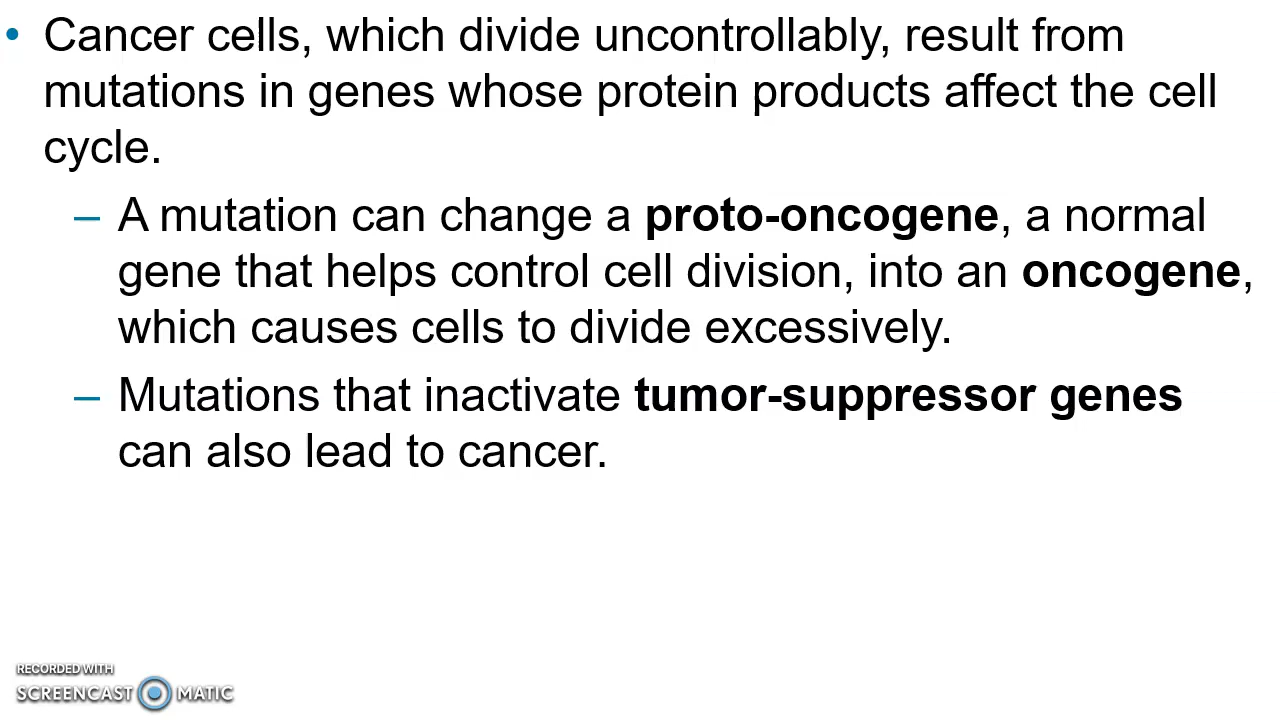 • Cancer cells, which divide uncontrollably, result from
mutations in genes whose protein products affect the cell
cycle.
– A mutation can change a proto-oncogene, a normal
gene that helps control cell division, into an oncogene,
which causes cells to divide excessively.
– Mutations that inactivate tumor-suppressor genes
can also lead to cancer.
RECORDED WITH
SCREENCAST MATIC